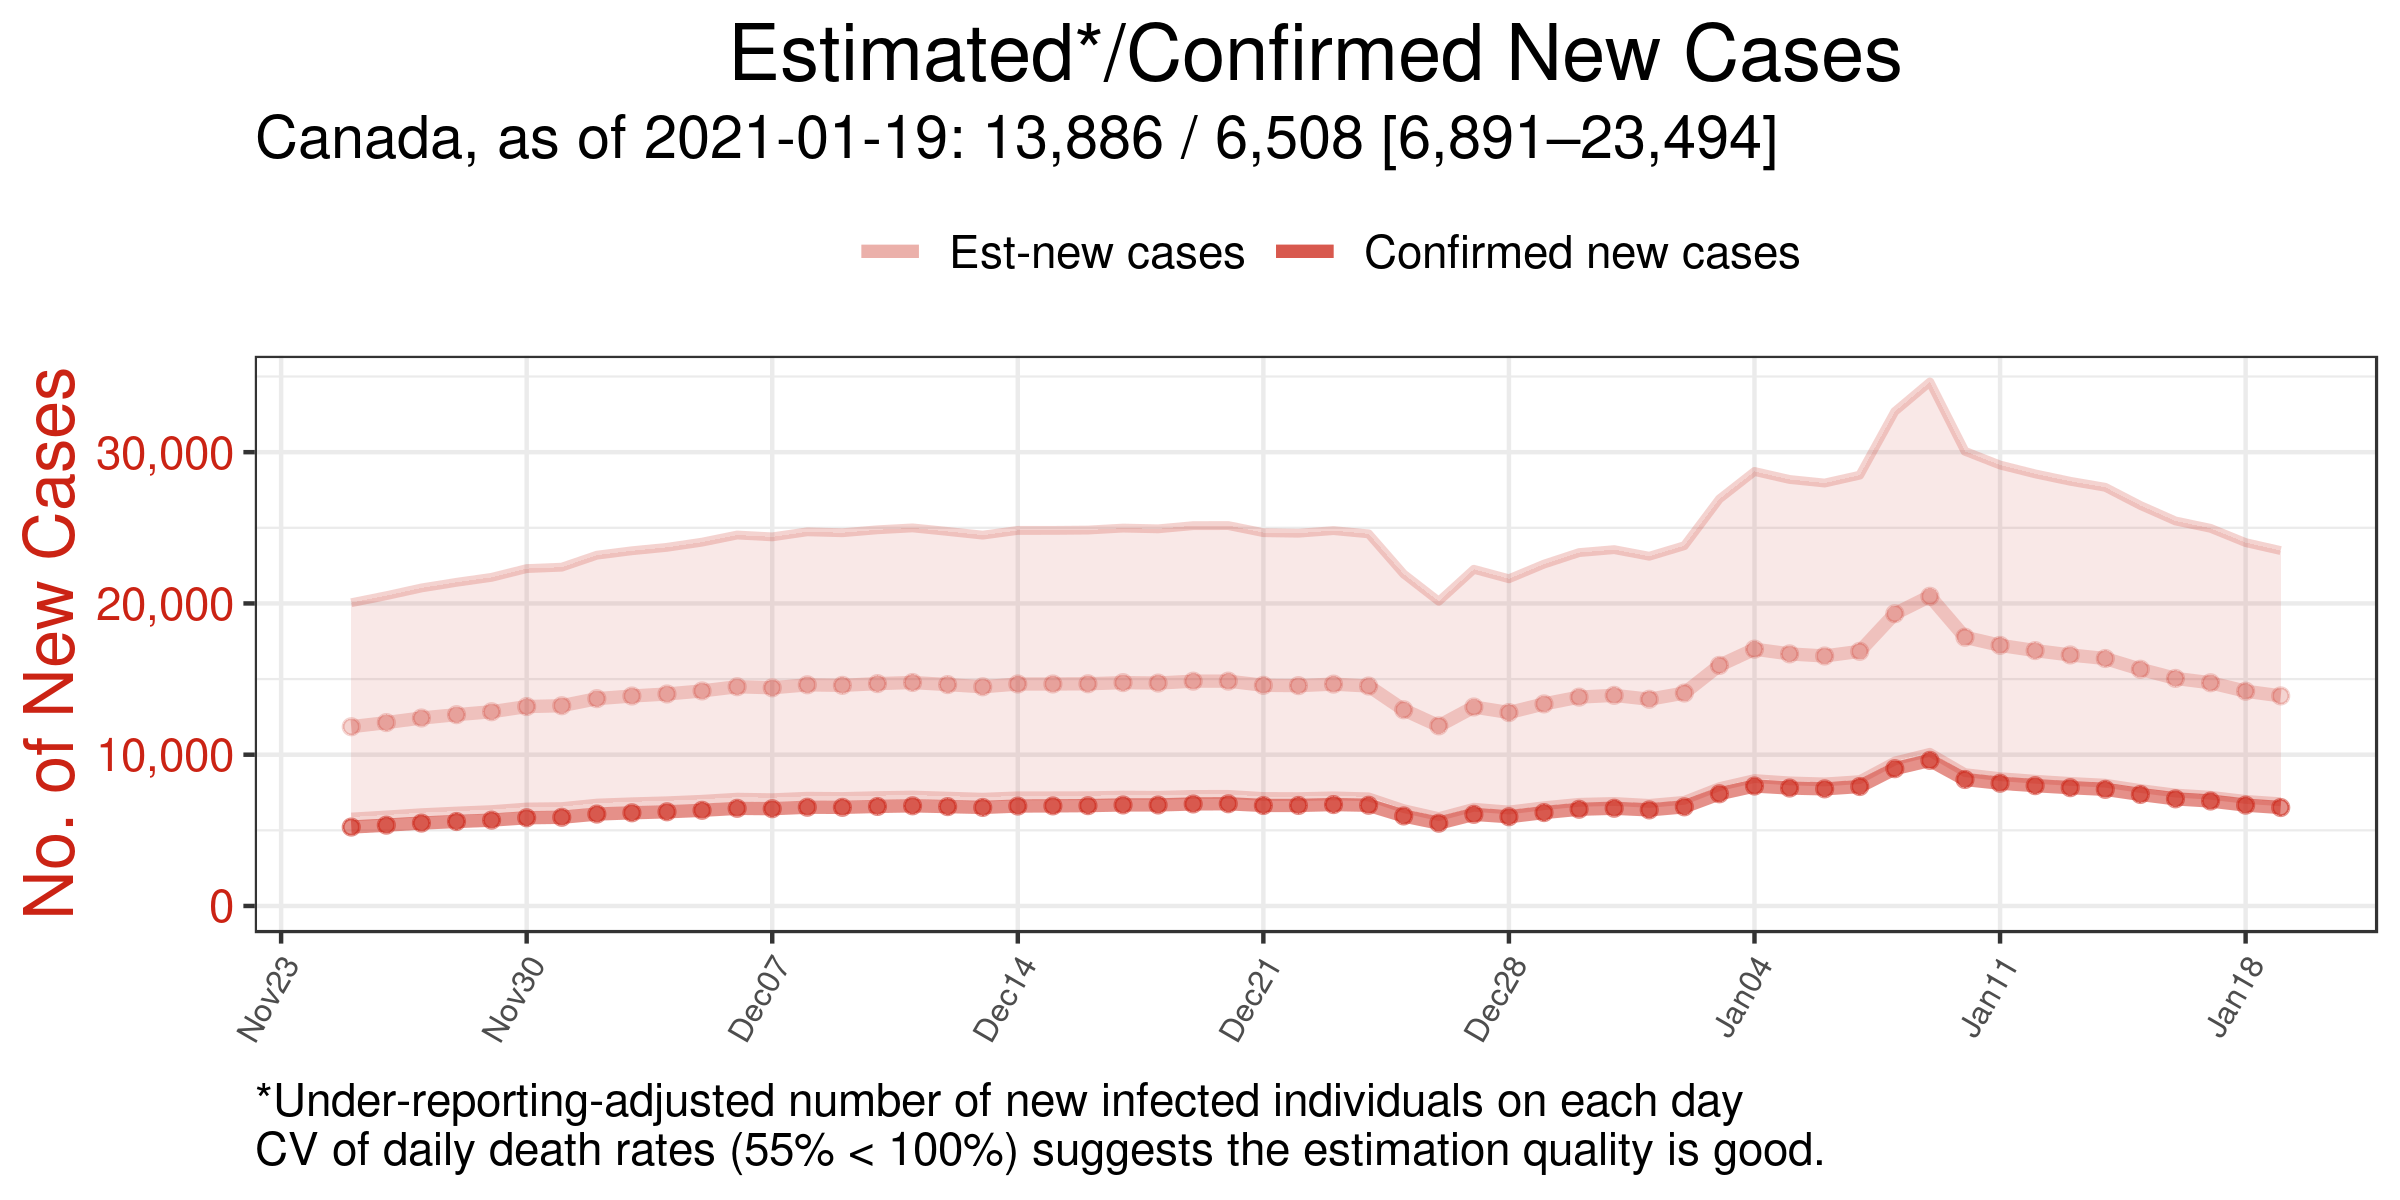 Estimated*/Confirmed New Cases
Canada, as of 2021-01-19: 13,886 / 6,508 [6,891–23,494]
Est-new cases
Confirmed new cases
No. of New Cases
30,000
20,000
10,000
0
Nov23
Nov30
Dec07
Dec14
Dec21
Dec28
Jan04
Jan11
Jan18
*Under-reporting-adjusted number of new infected individuals on each day
CV of daily death rates (55% < 100%) suggests the estimation quality is good.